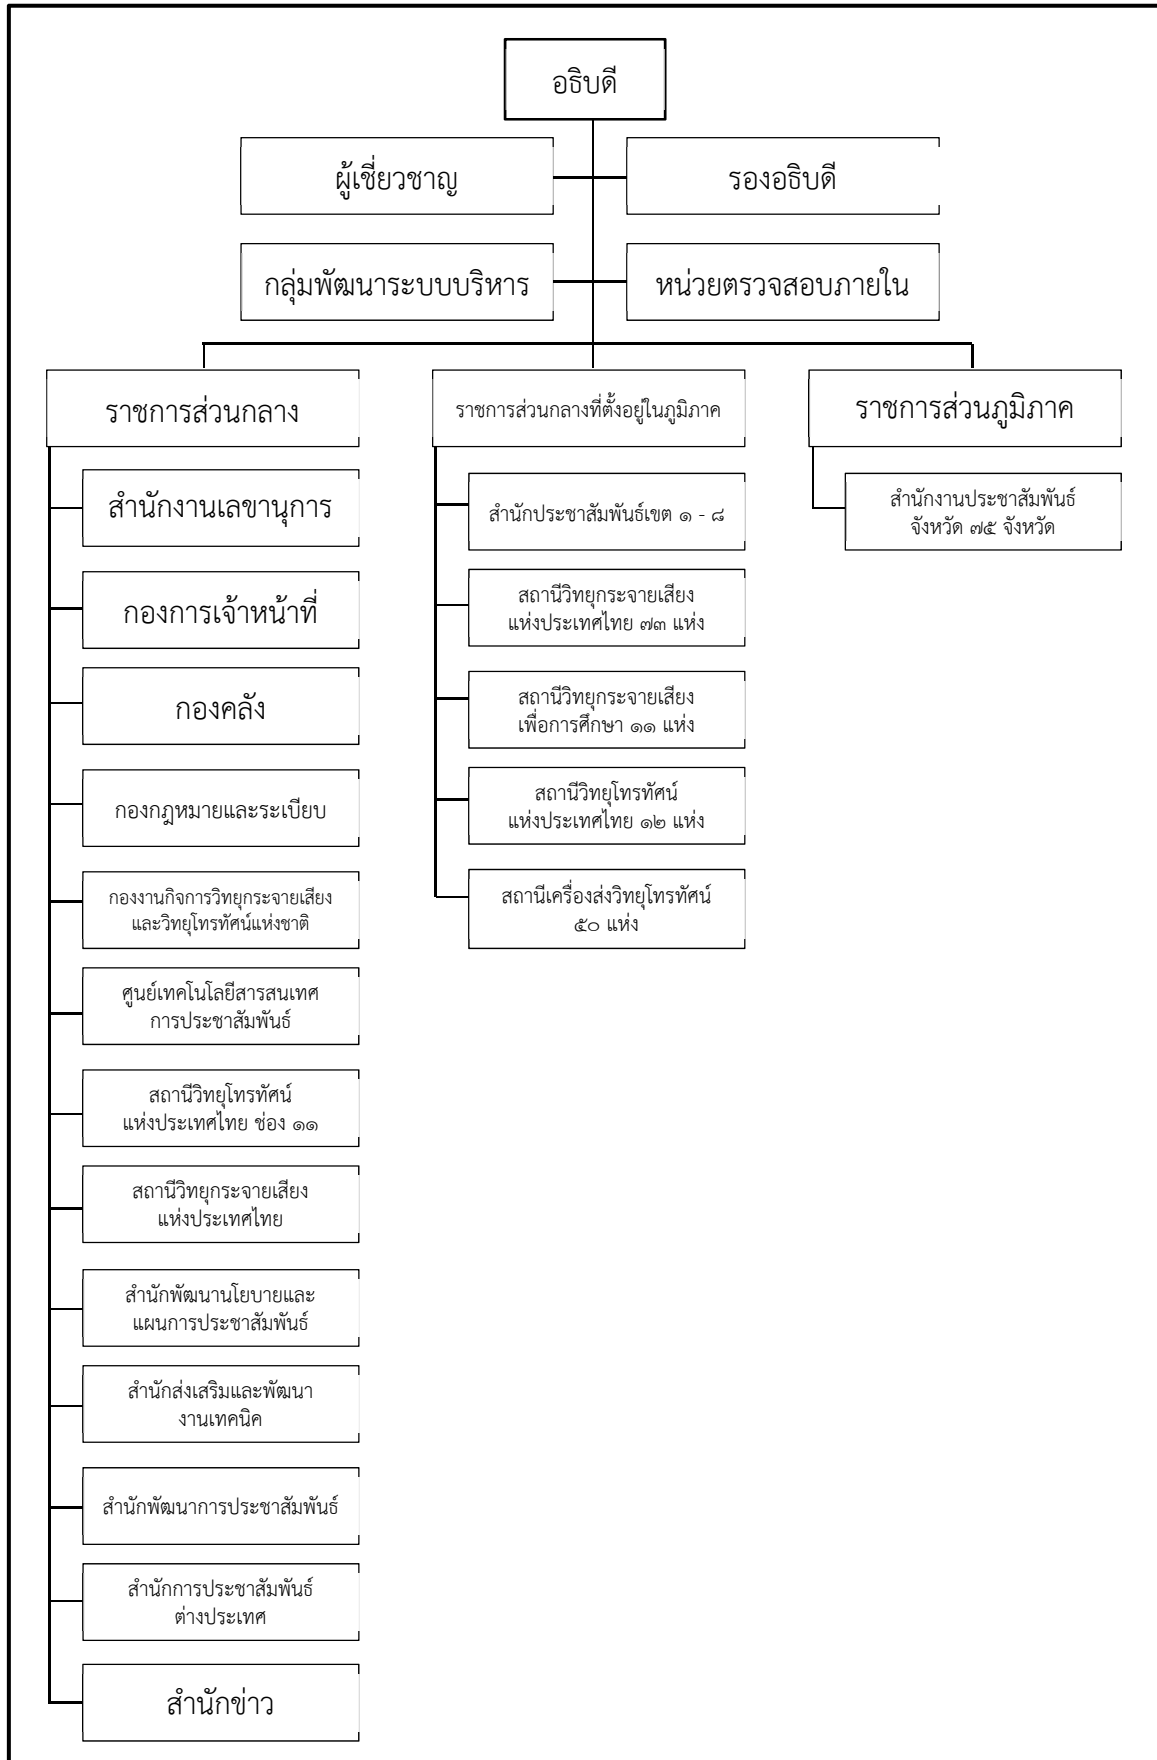 อธิบดี
ผู้เชี่ยวชาญ
รองอธิบดี
กลุ่มพัฒนาระบบบริหาร
หน่วยตรวจสอบภายใน
ราชการส่วนกลาง
สำนักงานเลขานุการ
กองการเจ้าหน้าที่
กองคลัง
กองกฎหมายและระเบียบ
กองงานกิจการวิทยุกระจายเสียง
และวิทยุโทรทัศน์แห่งชาติ
ศูนย์เทคโนโลยีสารสนเทศ
การประชาสัมพันธ์
สถานีวิทยุโทรทัศน์
แห่งประเทศไทย ช่อง ๑๑
สถานีวิทยุกระจายเสียง
แห่งประเทศไทย
สำนักพัฒนานโยบายและ
แผนการประชาสัมพันธ์
สำนักส่งเสริมและพัฒนา
งานเทคนิค
สำนักพัฒนาการประชาสัมพันธ์
สำนักการประชาสัมพันธ์
ต่างประเทศ
สำนักข่าว
ราชการส่วนกลางที่ตั้งอยู่ในภูมิภาค
สำนักประชาสัมพันธ์เขต ๑ - ๘
สถานีวิทยุกระจายเสียง
แห่งประเทศไทย ๗๓ แห่ง
สถานีวิทยุกระจายเสียง
เพื่อการศึกษา ๑๑ แห่ง
สถานีวิทยุโทรทัศน์
แห่งประเทศไทย ๑๒ แห่ง
สถานีเครื่องส่งวิทยุโทรทัศน์
๕๐ แห่ง
ราชการส่วนภูมิภาค
สำนักงานประชาสัมพันธ์
จังหวัด ๗๕ จังหวัด